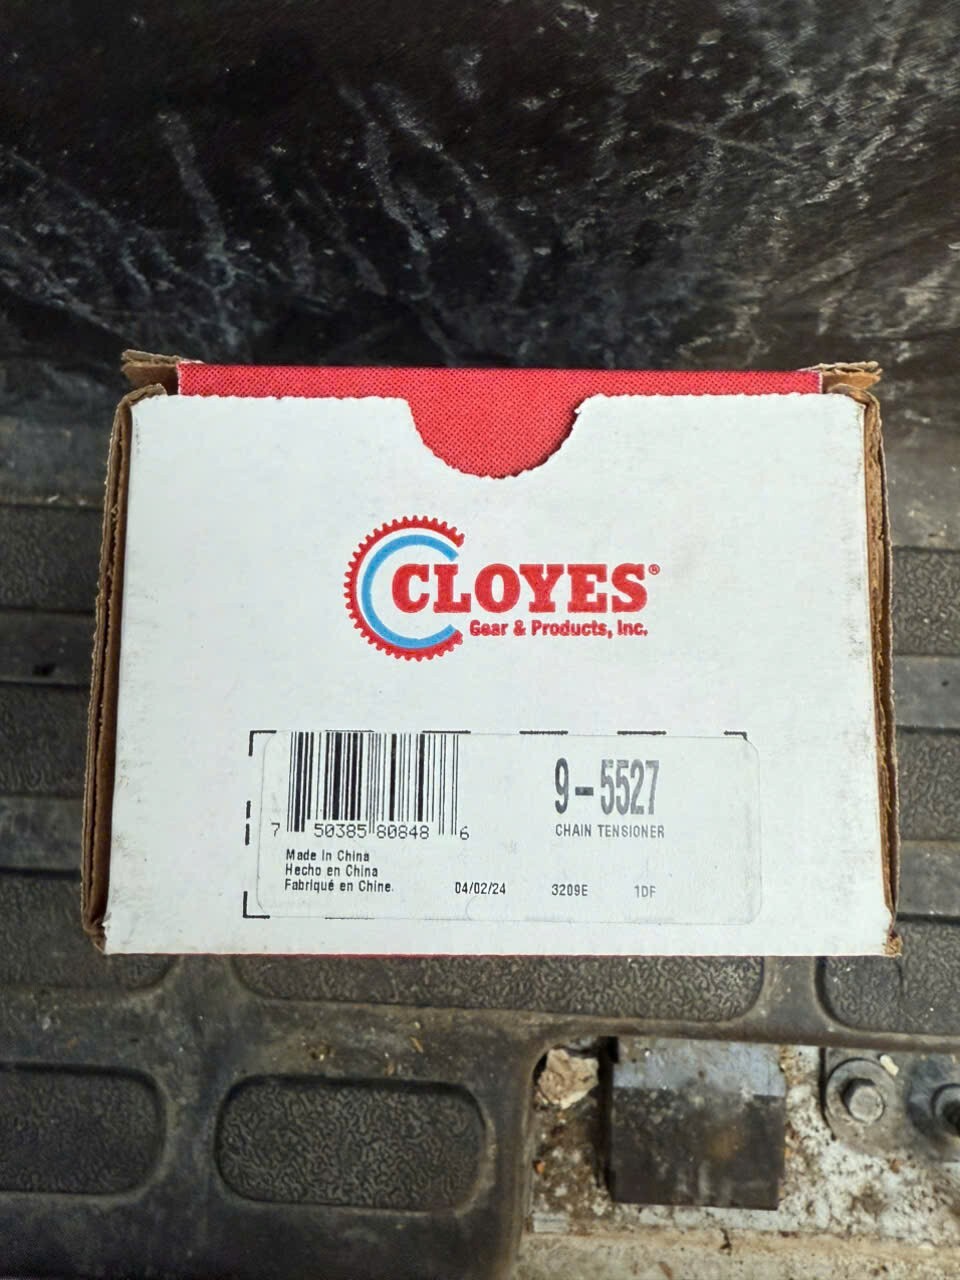 CLOYES®
Gear & Products, Inc.
7 50385 80848 6
9-5527
CHAIN TENSIONER
Made In China
Hecho en China
Fabriqué en Chine.
04/02/24 3209E 1DF